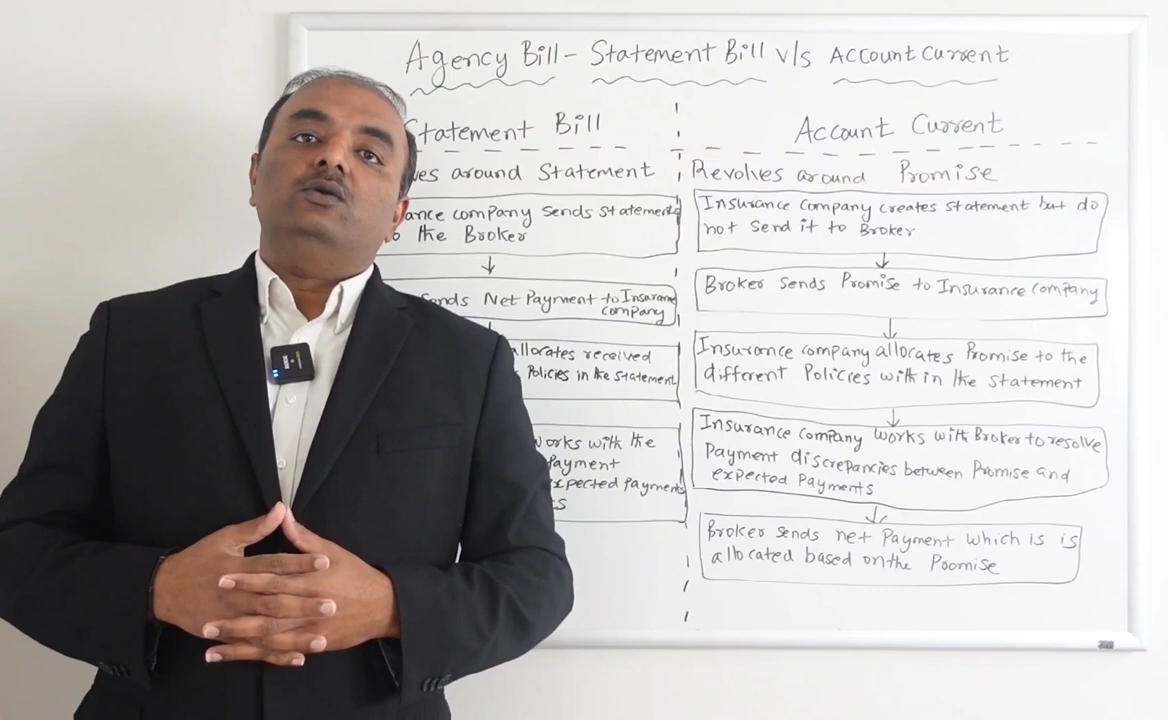 Agency Bill - Statement Bill v/s Account Current
Statement Bill
around Statement
company sends statements
the Broker
Net Payment to Insurance
company
allocates received
Policies in the statement
works with the
Payment
expected payments
Account Current
Revolves around Promise
Insurance company creates statement but do
not send it to Broker
Broker sends Promise to Insurance company
Insurance company allocates Promise to the
different Policies with in the statement
Insurance company works with Broker to resolve
Payment discrepancies between Promise and
expected Payments
Broker sends net Payment which is is
allocated based on the Promise